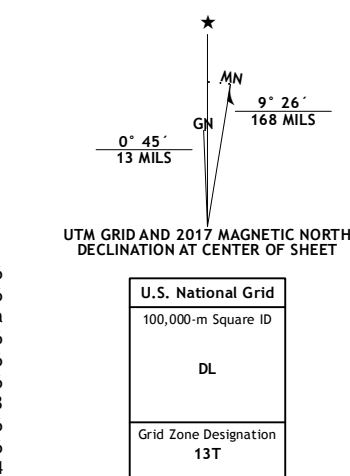 ★
MN
GN
9° 26´
168 MILS
0° 45´
13 MILS
UTM GRID AND 2017 MAGNETIC NORTH
DECLINATION AT CENTER OF SHEET
U.S. National Grid
100,000-m Square ID
DL
Grid Zone Designation
13T